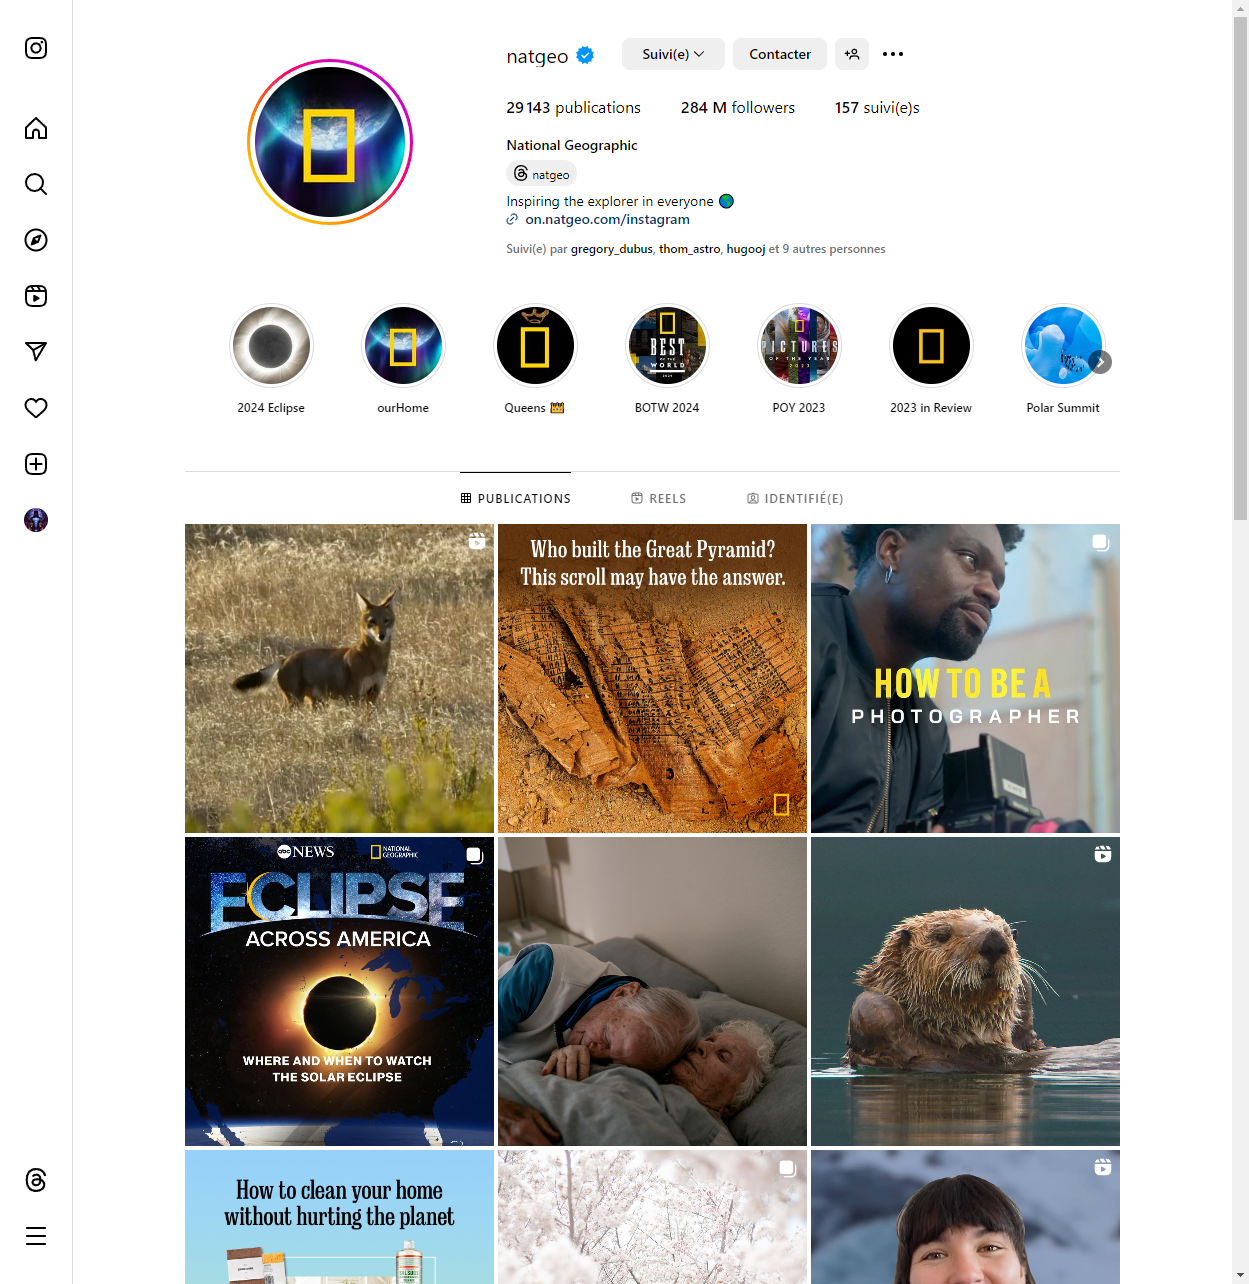 natgeo
Suivi(e)
Contacter
29 143 publications
284 M followers
157 suivi(e)s
National Geographic
natgeo
Inspiring the explorer in everyone
on.natgeo.com/instagram
Suivi(e) par gregory_dubus, thom_astro, hugooj et 9 autres personnes
BEST
OF THE
WORLD
2024
PICTURES
OF THE YEAR
2023
2024 Eclipse
ourHome
Queens
BOTW 2024
POY 2023
2023 in Review
Polar Summit
PUBLICATIONS
REELS
IDENTIFIÉ(E)
Who built the Great Pyramid?
This scroll may have the answer.
HOW TO BE A
PHOTOGRAPHER
abc NEWS
NATIONAL
GEOGRAPHIC
ECLIPSE
ACROSS AMERICA
WHERE AND WHEN TO WATCH
THE SOLAR ECLIPSE
How to clean your home
without hurting the planet